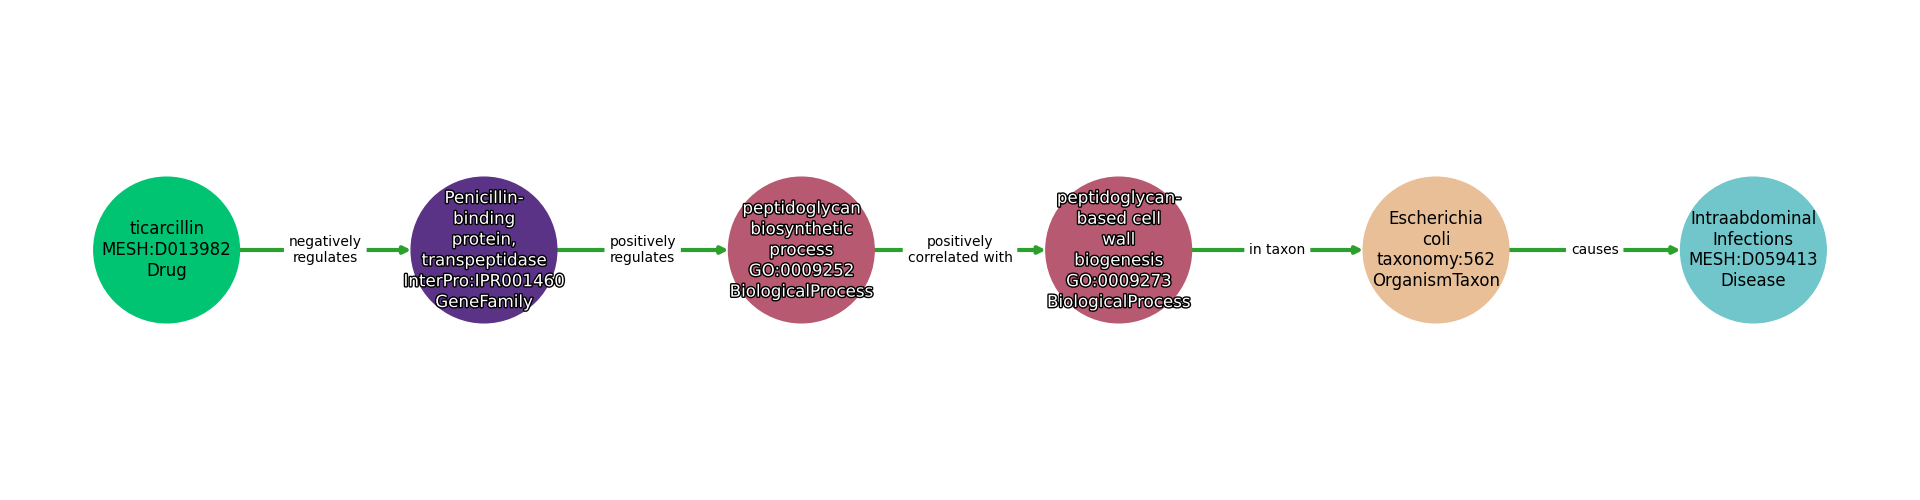 ticarcillin
MESH:D013982
Drug
negatively
regulates
Penicillin-
binding
protein,
transpeptidase
InterPro:IPR001460
GeneFamily
positively
regulates
peptidoglycan
biosynthetic
process
GO:0009252
BiologicalProcess
positively
correlated with
peptidoglycan-
based cell
wall
biogenesis
GO:0009273
BiologicalProcess
in taxon
Escherichia
coli
taxonomy:562
OrganismTaxon
causes
Intraabdominal
Infections
MESH:D059413
Disease